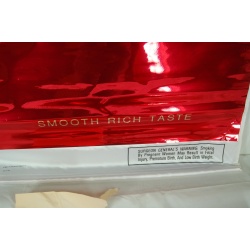 SMOOTH RICH TASTE
SURGEON GENERAL'S WARNING: Smoking
By Pregnant Women May Result in Fetal
Injury, Premature Birth, And Low Birth Weight.